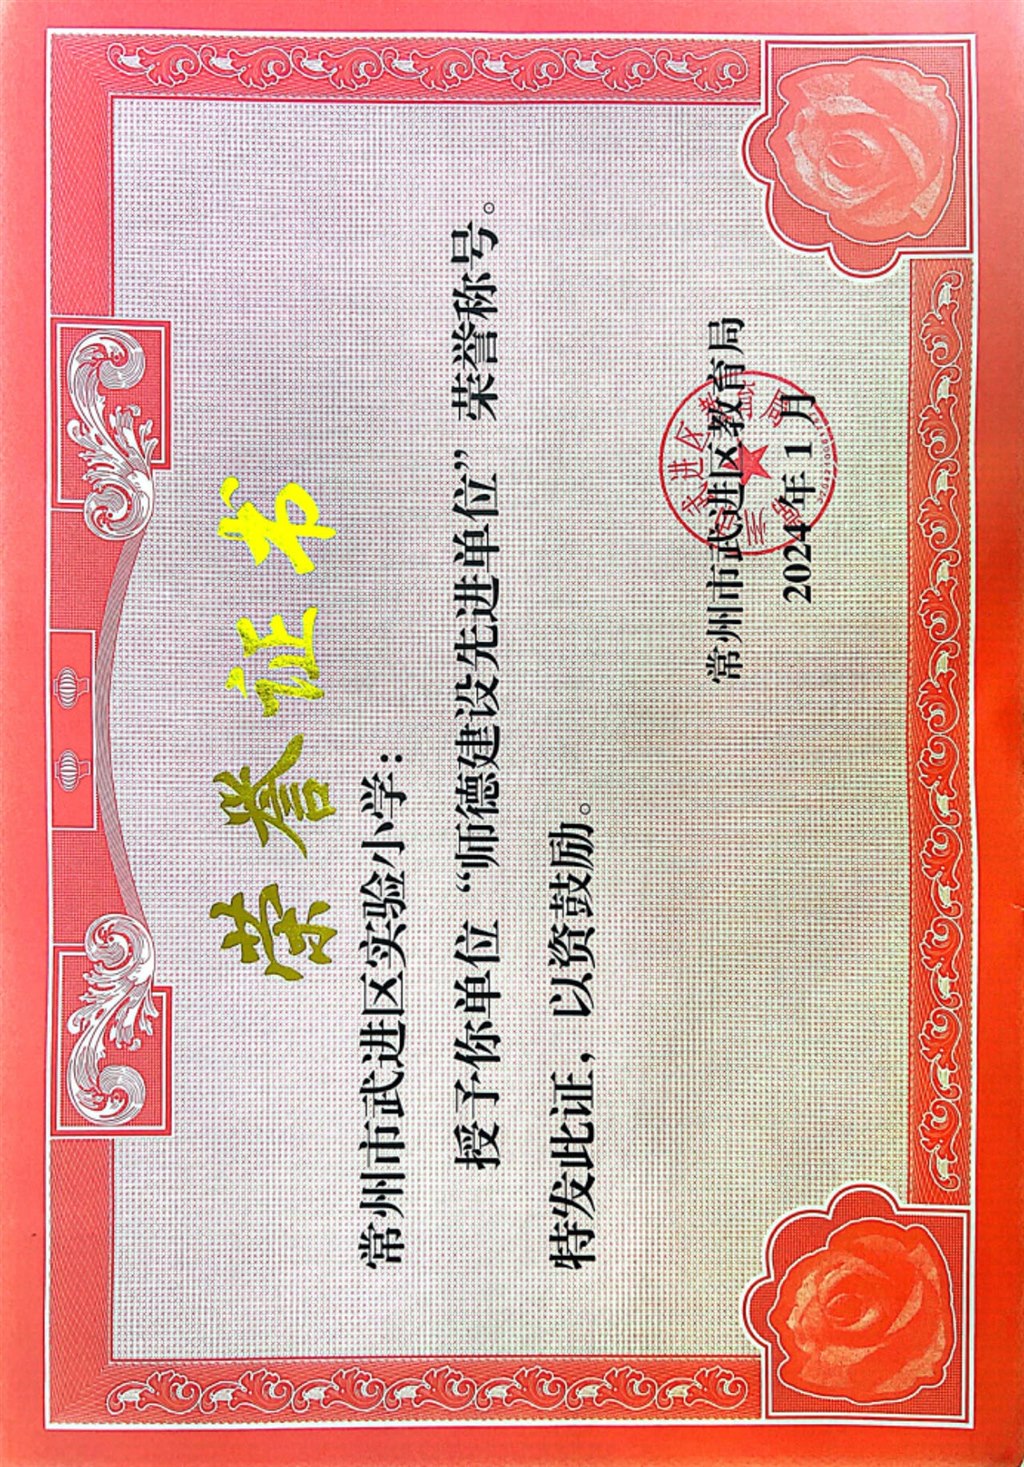 荣誉证书
常州市武进区实验小学：
授予你单位“师德建设先进单位”荣誉称号。
特发此证，以资鼓励。
常州市武进区教育局
2024年1月